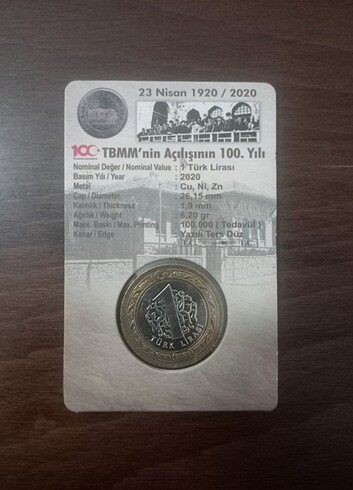 23 Nisan 1920 / 2020
100 TBMM'nin Açılışının 100. Yılı
Nominal Değer / Nominal Value : 1 Türk Lirası
Basım Yılı / Year : 2020
Metal : Cu, Ni, Zn
Çap / Diameter : 26,15 mm
Kalınlık / Thickness : 1,9 mm
Ağırlık / Weight : 8,20 gr
Maks. Baskı / Max. Printing : 100.000 ( Tedavül )
Kenar / Edge : Yazılı Ters Düz
TÜRK LİRASI